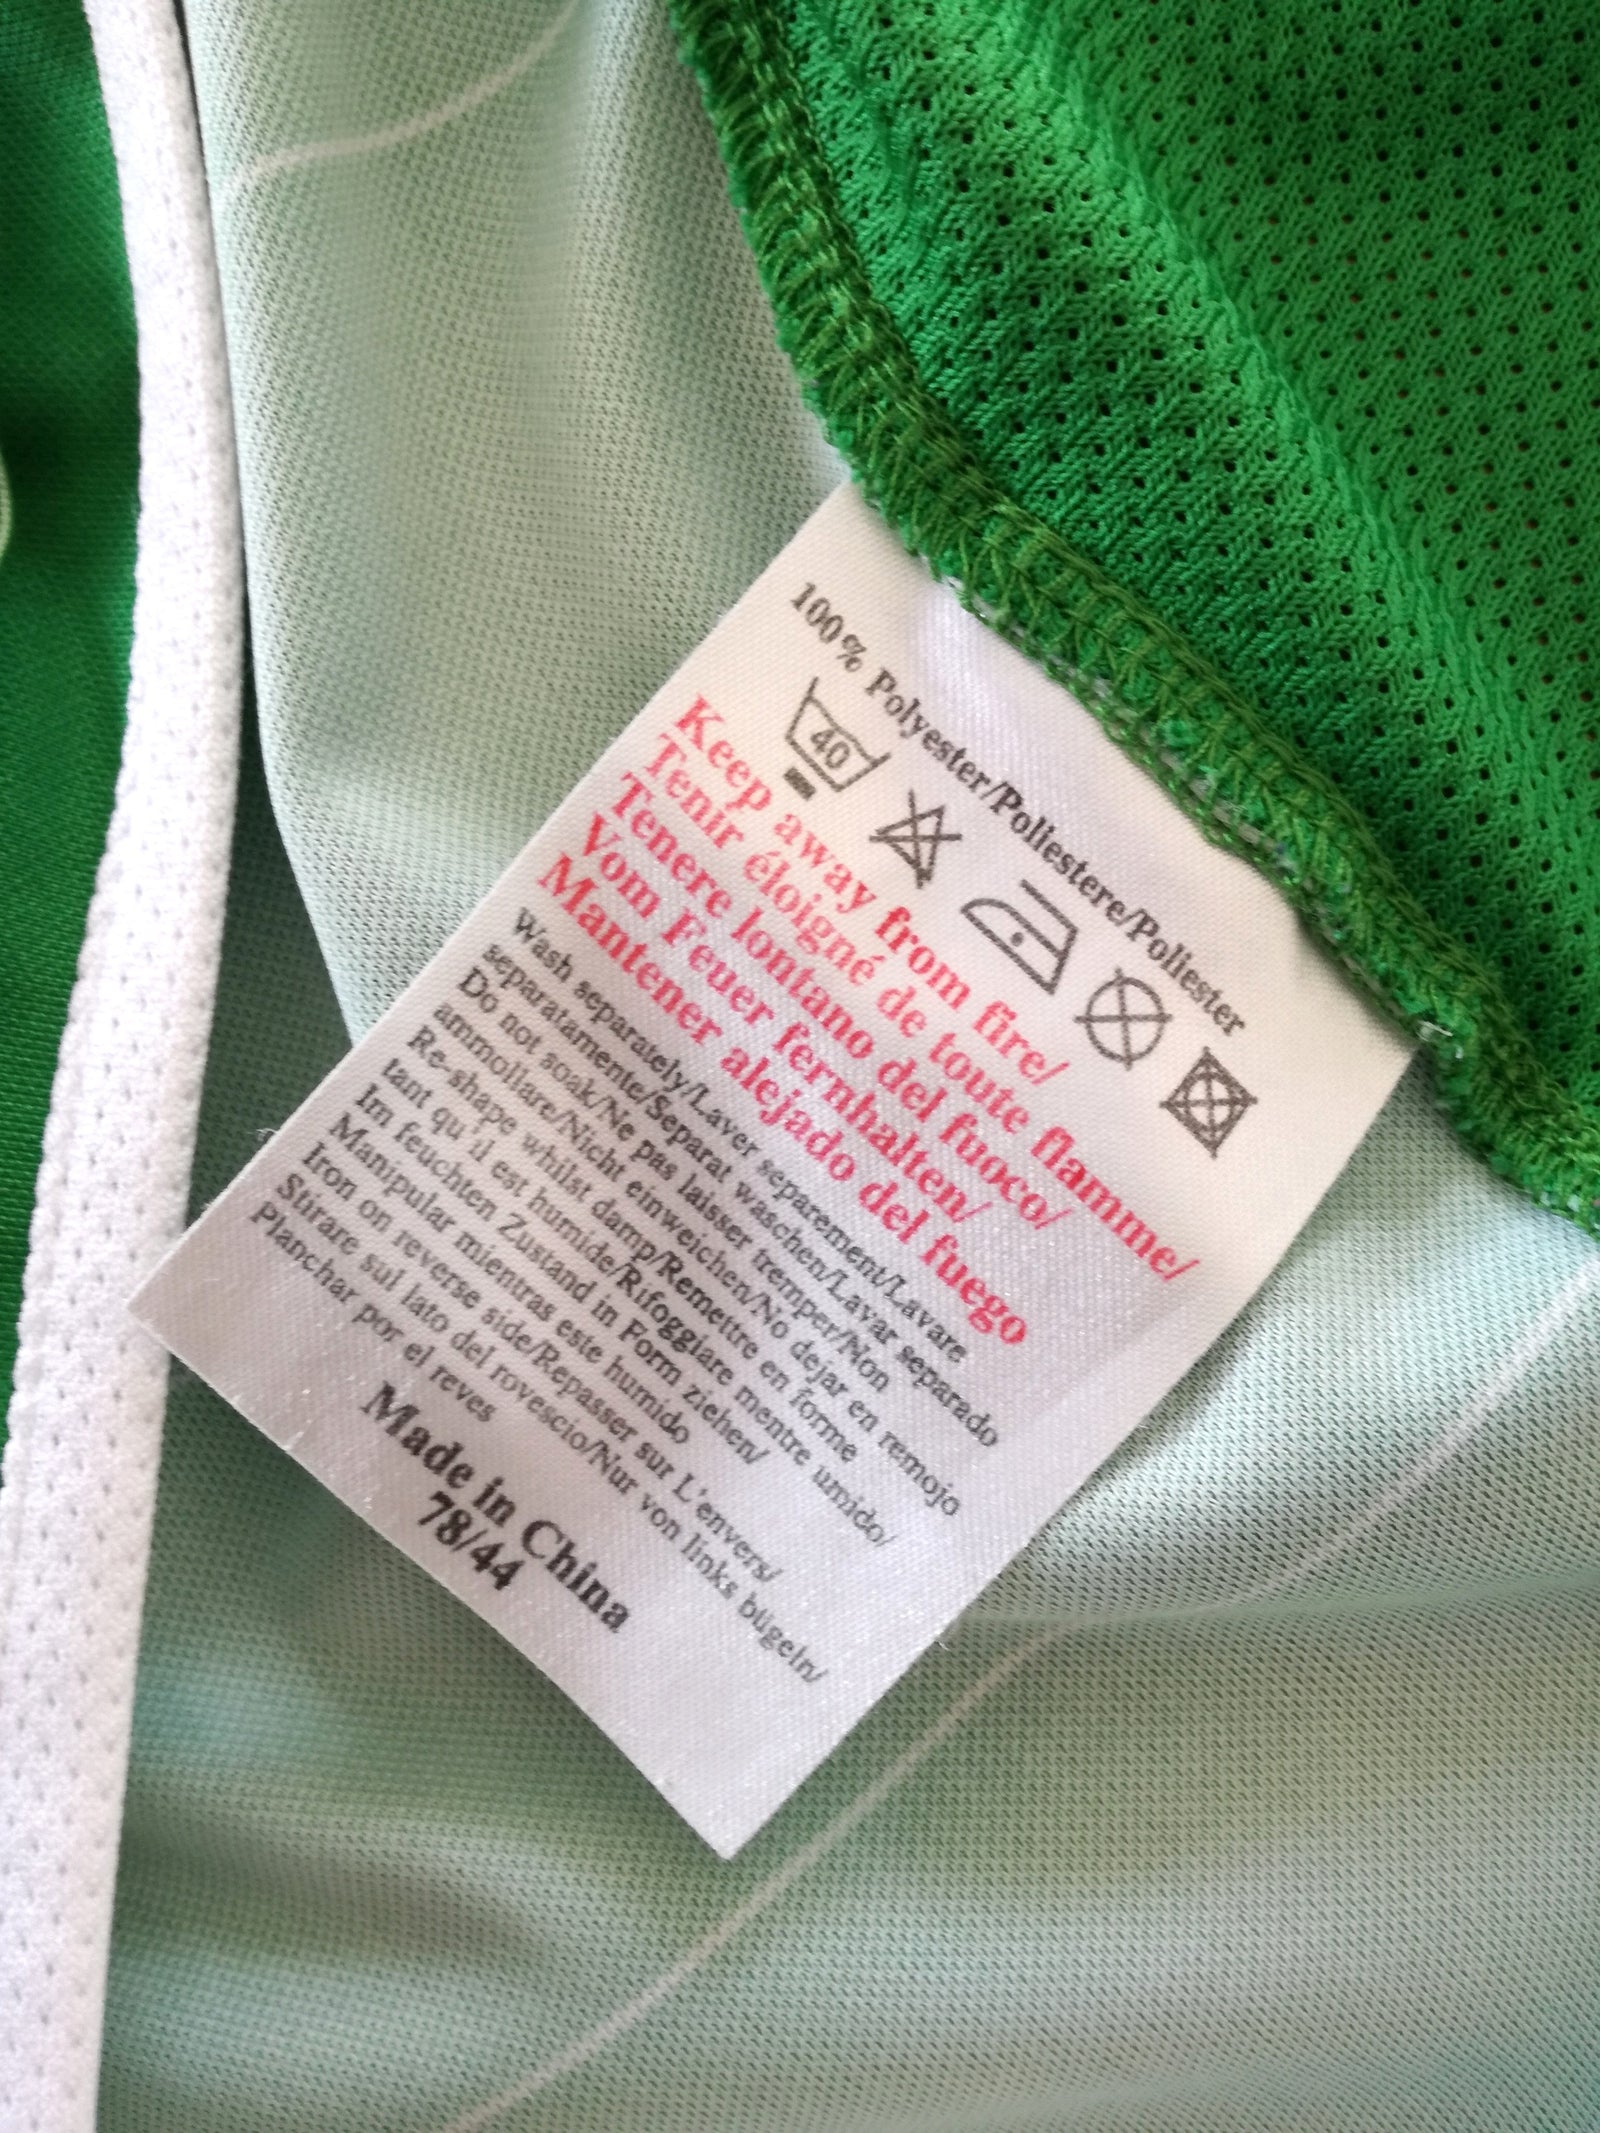 100% Polyester/Poliestere/Poliester
40
Keep away from fire/
Tenir éloigné de toute flamme/
Tenere lontano del fuoco/
Vom Feuer fernhalten/
Mantener alejado del fuego
Wash separately/Laver separement/Lavare
separatamente/Separat waschen/Lavar separado
Do not soak/Ne pas laisser tremper/Non
ammollare/Nicht einweichen/No dejar en remojo
Re-shape whilst damp/Remettre en forme
tant qu'il est humide/Rifoggiare mentre umido/
Im feuchten Zustand in Form ziehen/
Manipular mientras este humido
Iron on reverse side/Repasser sur L'envers/
Stirare sul lato del rovescio/Nur von links bügeln/
Planchar por el reves
Made in China
78/44